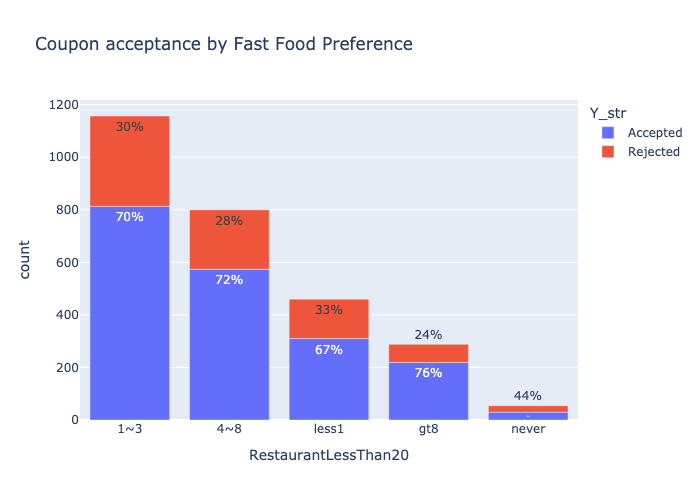 Coupon acceptance by Fast Food Preference
Y_str
Accepted
Rejected
count
1200
1000
800
600
400
200
0
30%
70%
28%
72%
33%
67%
24%
76%
44%
1~3
4~8
less1
gt8
never
RestaurantLessThan20